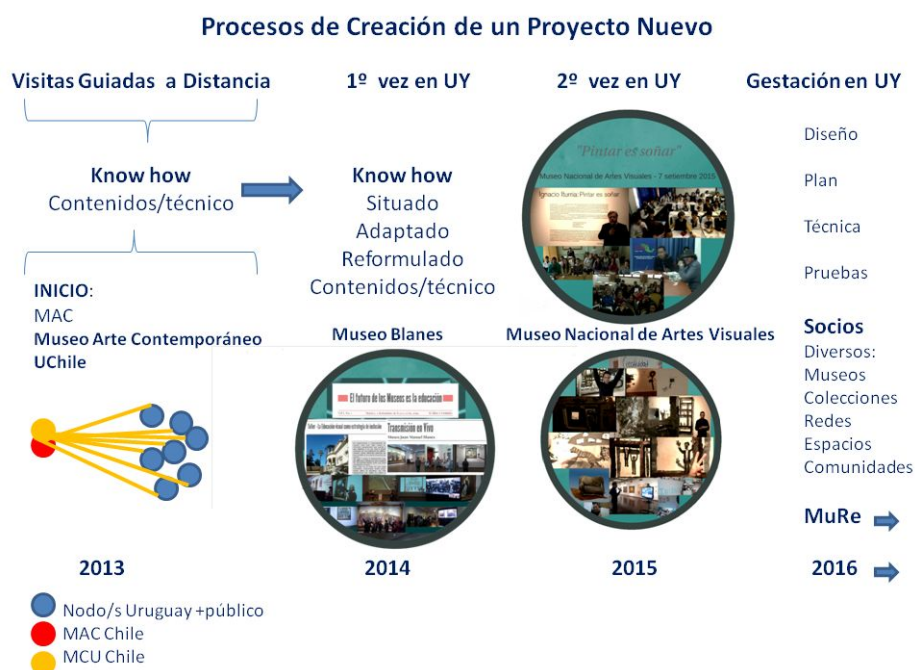 Procesos de Creación de un Proyecto Nuevo
Visitas Guiadas a Distancia
1º vez en UY
2º vez en UY
Gestación en UY
Know how
Contenidos/técnico
INICIO:
MAC
Museo Arte Contemporáneo
UChile
Know how
Situado
Adaptado
Reformulado
Contenidos/técnico
Museo Blanes
El futuro de los Museos es la educación
Transmisión en Vivo
"Pintar es soñar"
Museo Nacional de Artes Visuales - 7 setiembre 2015
Ignacio Iturria: Pintar es soñar
Museo Nacional de Artes Visuales
Diseño
Plan
Técnica
Pruebas
Socios
Diversos:
Museos
Colecciones
Redes
Espacios
Comunidades
MuRe
2013
2014
2015
2016
Nodo/s Uruguay +público
MAC Chile
MCU Chile